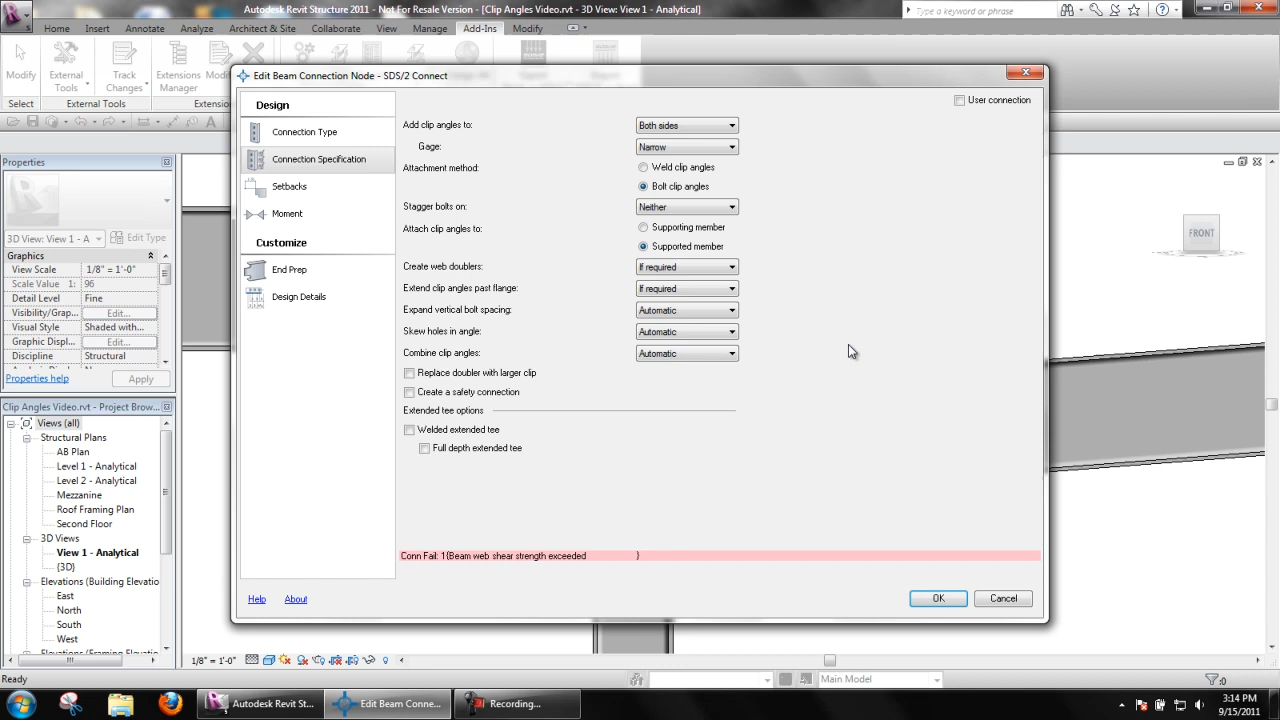 Autodesk Revit Structure 2011 - Not For Resale Version - [Clip Angles Video.rvt - 3D View: View 1 - Analytical]
Type a keyword or phrase
Home Insert Annotate Analyze Architect & Site Collaborate View Manage Add-Ins Modify
Modify External Tools Track Changes Extensions Manager
Select External Tools
Edit Beam Connection Node - SDS/2 Connect
Design
Connection Type
Connection Specification
Setbacks
Moment
Customize
End Prep
Design Details
Help About
User connection
Add clip angles to: Both sides
Gage: Narrow
Attachment method: Weld clip angles
Bolt clip angles
Stagger bolts on: Neither
Attach clip angles to: Supporting member
Supported member
Create web doublers: If required
Extend clip angles past flange: If required
Expand vertical bolt spacing: Automatic
Skew holes in angle: Automatic
Combine clip angles: Automatic
Replace doubler with larger clip
Create a safety connection
Extended tee options
Welded extended tee
Full depth extended tee
Conn Fail: 1{Beam web shear strength exceeded }
OK Cancel
FRONT
Properties
3D View: View 1 - A Edit Type
Graphics
View Scale 1/8" = 1'-0"
Scale Value 1: 96
Detail Level Fine
Visibility/Grap... Edit...
Visual Style Shaded with...
Graphic Displ... Edit...
Discipline Structural
Properties help Apply
Clip Angles Video.rvt - Project Brow...
Views (all)
Structural Plans
AB Plan
Level 1 - Analytical
Level 2 - Analytical
Mezzanine
Roof Framing Plan
Second Floor
3D Views
View 1 - Analytical
{3D}
Elevations (Building Elevatio
East
North
South
West
Elevations (Framing Elevatio
1/8" = 1'-0"
Ready
:0
Main Model
:0
Autodesk Revit St... Edit Beam Conne... Recording...
3:14 PM
9/15/2011